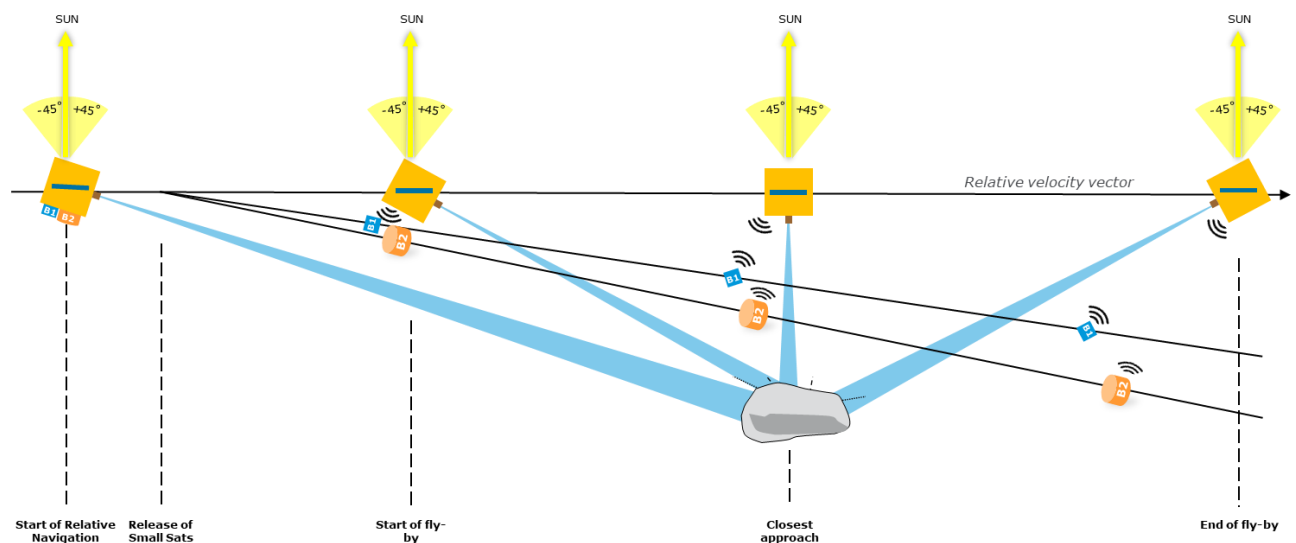 SUN
SUN
SUN
SUN
-45° +45°
-45° +45°
-45° +45°
-45° +45°
Relative velocity vector
B1
B2
B1
B2
B1
B2
B1
B2
Start of Relative
Navigation
Release of
Small Sats
Start of fly-
by
Closest
approach
End of fly-by